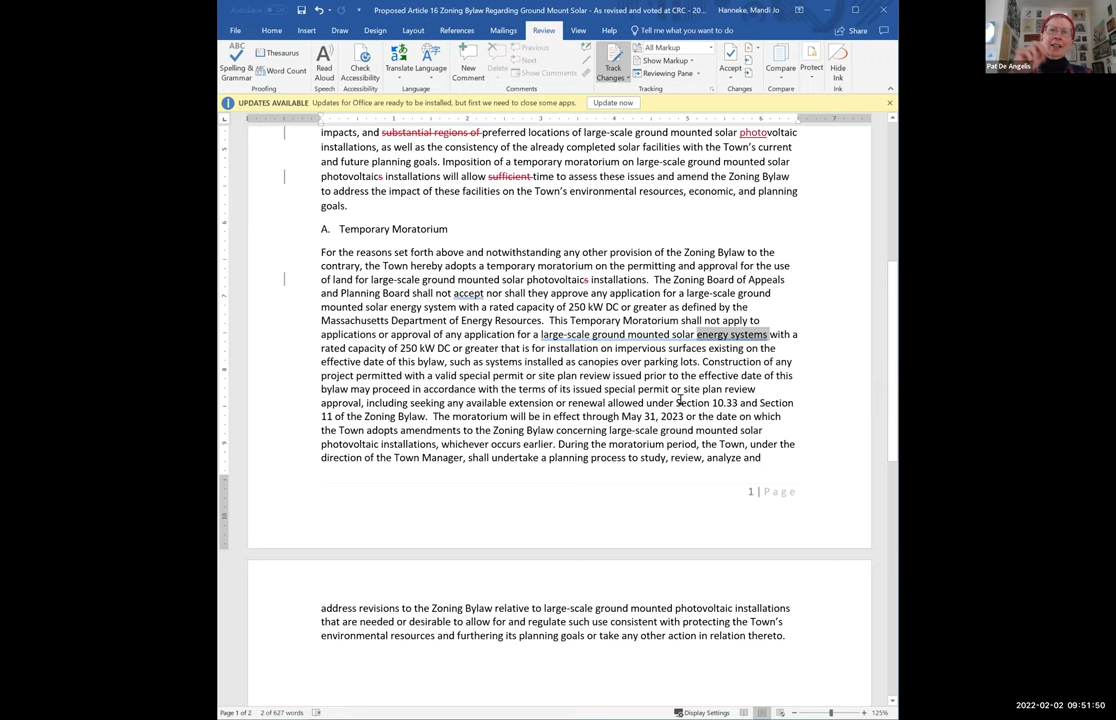 AutoSave Off
Proposed Article 16 Zoning Bylaw Regarding Ground Mount Solar - As revised and voted at CRC - 20...
Hanneke, Mandi Jo
File Home Insert Draw Design Layout References Mailings Review View Help Tell me what you want to do Share
ABC
Spelling & Grammar
Thesaurus
Word Count
Proofing
Read Aloud
Speech
Check Accessibility
Accessibility
Translate
Language
Language
New Comment
Delete
Previous
Next
Show Comments
Comments
Track Changes
All Markup
Show Markup
Reviewing Pane
Tracking
Accept
Changes
Compare
Compare
Protect
Hide Ink
Ink
UPDATES AVAILABLE Updates for Office are ready to be installed, but first we need to close some apps. Update now
impacts, and substantial regions of preferred locations of large-scale ground mounted solar photovoltaic
installations, as well as the consistency of the already completed solar facilities with the Town's current
and future planning goals. Imposition of a temporary moratorium on large-scale ground mounted solar
photovoltaics installations will allow sufficient time to assess these issues and amend the Zoning Bylaw
to address the impact of these facilities on the Town's environmental resources, economic, and planning
goals.
A. Temporary Moratorium
For the reasons set forth above and notwithstanding any other provision of the Zoning Bylaw to the
contrary, the Town hereby adopts a temporary moratorium on the permitting and approval for the use
of land for large-scale ground mounted solar photovoltaics installations. The Zoning Board of Appeals
and Planning Board shall not accept nor shall they approve any application for a large-scale ground
mounted solar energy system with a rated capacity of 250 kW DC or greater as defined by the
Massachusetts Department of Energy Resources. This Temporary Moratorium shall not apply to
applications or approval of any application for a large-scale ground mounted solar energy systems with a
rated capacity of 250 kW DC or greater that is for installation on impervious surfaces existing on the
effective date of this bylaw, such as systems installed as canopies over parking lots. Construction of any
project permitted with a valid special permit or site plan review issued prior to the effective date of this
bylaw may proceed in accordance with the terms of its issued special permit or site plan review
approval, including seeking any available extension or renewal allowed under Section 10.33 and Section
11 of the Zoning Bylaw. The moratorium will be in effect through May 31, 2023 or the date on which
the Town adopts amendments to the Zoning Bylaw concerning large-scale ground mounted solar
photovoltaic installations, whichever occurs earlier. During the moratorium period, the Town, under the
direction of the Town Manager, shall undertake a planning process to study, review, analyze and
1 | Page
address revisions to the Zoning Bylaw relative to large-scale ground mounted photovoltaic installations
that are needed or desirable to allow for and regulate such use consistent with protecting the Town's
environmental resources and furthering its planning goals or take any other action in relation thereto.
Page 1 of 2 2 of 627 words Display Settings 125%
Pat De Angelis
2022-02-02 09:51:50